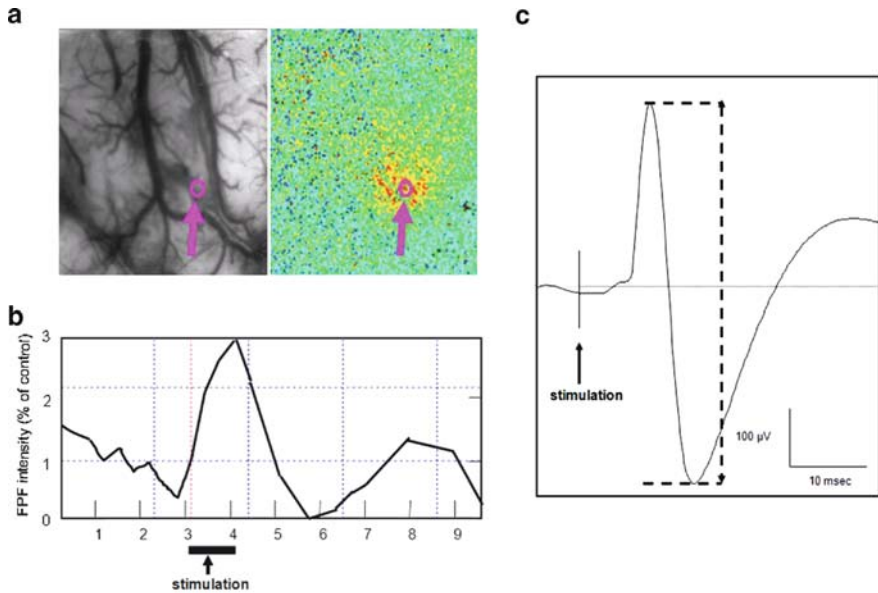 a
b
FPF intensity (% of control)
3
2
1
0
1 2 3 4 5 6 7 8 9
stimulation
c
stimulation
100 µV
10 msec